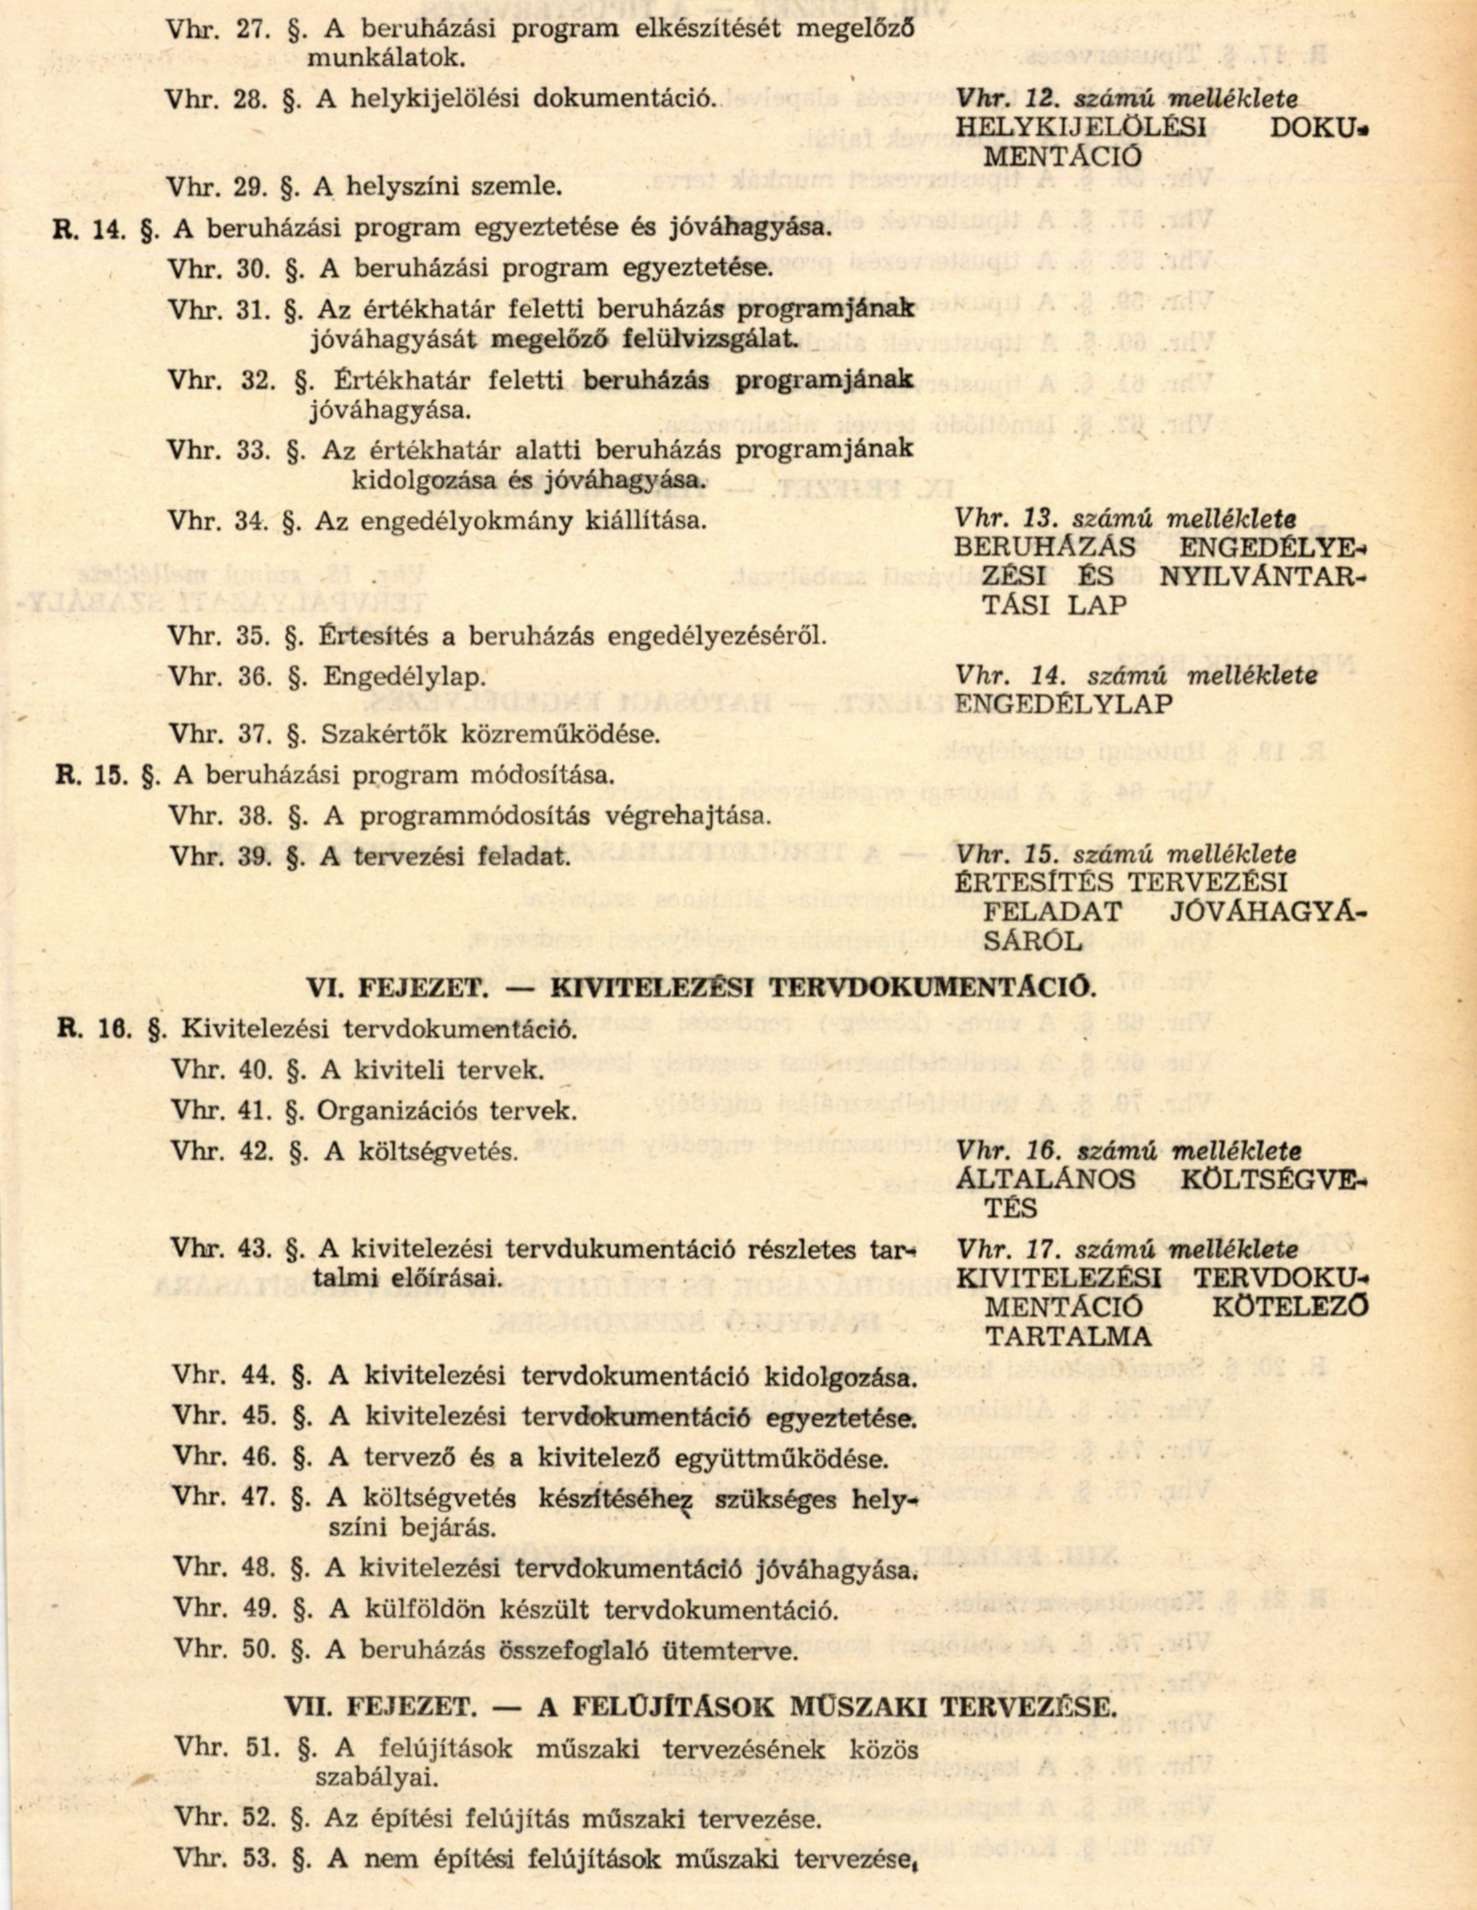 Vhr. 27. §. A beruházási program elkészítését megelőző
munkálatok.
Vhr. 28. §. A helykijelölési dokumentáció.
Vhr. 12. számú melléklete
HELYKIJELÖLÉSI DOKU-
MENTÁCIÓ
Vhr. 29. §. A helyszíni szemle.
R. 14. §. A beruházási program egyeztetése és jóváhagyása.
Vhr. 30. §. A beruházási program egyeztetése.
Vhr. 31. §. Az értékhatár feletti beruházás programjának
jóváhagyását megelőző felülvizsgálat.
Vhr. 32. §. Értékhatár feletti beruházás programjának
jóváhagyása.
Vhr. 33. §. Az értékhatár alatti beruházás programjának
kidolgozása és jóváhagyása.
Vhr. 34. §. Az engedélyokmány kiállítása.
Vhr. 13. számú melléklete
BERUHÁZÁS ENGEDÉLYE-
ZÉSI ÉS NYILVÁNTAR-
TÁSI LAP
Vhr. 35. §. Értesítés a beruházás engedélyezéséről.
Vhr. 36. §. Engedélylap.
Vhr. 14. számú melléklete
ENGEDÉLYLAP
Vhr. 37. §. Szakértők közreműködése.
R. 15. §. A beruházási program módosítása.
Vhr. 38. §. A programmódosítás végrehajtása.
Vhr. 39. §. A tervezési feladat.
Vhr. 15. számú melléklete
ÉRTESÍTÉS TERVEZÉSI
FELADAT JÓVÁHAGYÁ-
SÁRÓL
VI. FEJEZET. — KIVITELEZÉSI TERVDOKUMENTÁCIÓ.
R. 16. §. Kivitelezési tervdokumentáció.
Vhr. 40. §. A kiviteli tervek.
Vhr. 41. §. Organizációs tervek.
Vhr. 42. §. A költségvetés.
Vhr. 16. számú melléklete
ÁLTALÁNOS KÖLTSÉGVE-
TÉS
Vhr. 43. §. A kivitelezési tervdukumentáció részletes tar-
talmi előírásai.
Vhr. 17. számú melléklete
KIVITELEZÉSI TERVDOKU-
MENTÁCIÓ KÖTELEZŐ
TARTALMA
Vhr. 44. §. A kivitelezési tervdokumentáció kidolgozása.
Vhr. 45. §. A kivitelezési tervdokumentáció egyeztetése.
Vhr. 46. §. A tervező és a kivitelező együttműködése.
Vhr. 47. §. A költségvetés készítéséhez szükséges hely-
színi bejárás.
Vhr. 48. §. A kivitelezési tervdokumentáció jóváhagyása.
Vhr. 49. §. A külföldön készült tervdokumentáció.
Vhr. 50. §. A beruházás összefoglaló ütemterve.
VII. FEJEZET. — A FELÚJÍTÁSOK MŰSZAKI TERVEZÉSE.
Vhr. 51. §. A felújítások műszaki tervezésének közös
szabályai.
Vhr. 52. §. Az építési felújítás műszaki tervezése.
Vhr. 53. §. A nem építési felújítások műszaki tervezése.